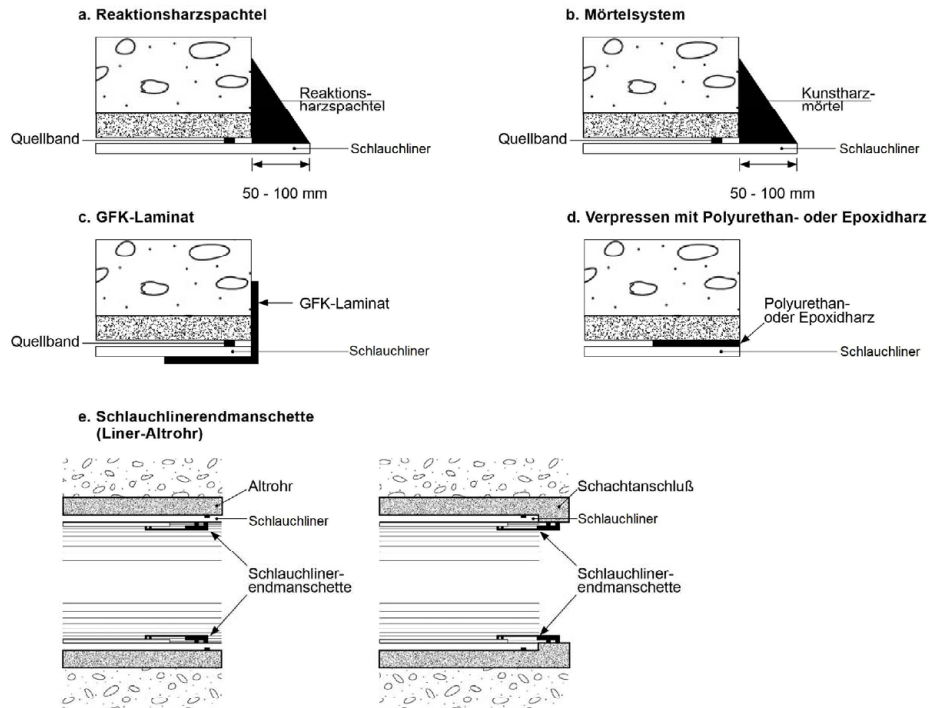 a. Reaktionsharzspachtel
Reaktions-
harzspachtel
Quellband
Schlauchliner
50 - 100 mm
b. Mörtelsystem
Kunstharz-
mörtel
Quellband
Schlauchliner
50 - 100 mm
c. GFK-Laminat
GFK-Laminat
Quellband
Schlauchliner
d. Verpressen mit Polyurethan- oder Epoxidharz
Polyurethan-
oder Epoxidharz
Schlauchliner
e. Schlauchlinerendmanschette
(Liner-Altrohr)
Altrohr
Schlauchliner
Schlauchliner-
endmanschette
Schachtanschluß
Schlauchliner
Schlauchliner-
endmanschette